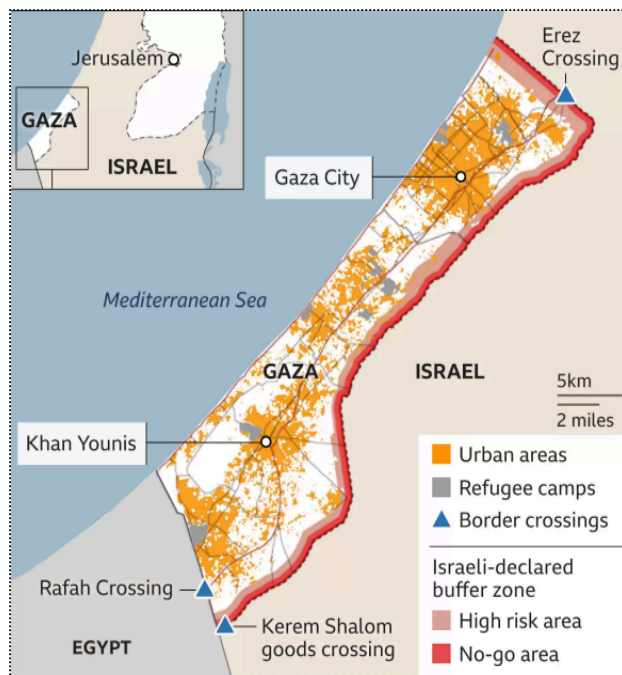 Jerusalem
GAZA
ISRAEL
Erez
Crossing
Gaza City
Mediterranean Sea
GAZA
ISRAEL
5km
2 miles
Khan Younis
Urban areas
Refugee camps
Border crossings
Israeli-declared
buffer zone
High risk area
No-go area
Rafah Crossing
Kerem Shalom
goods crossing
EGYPT